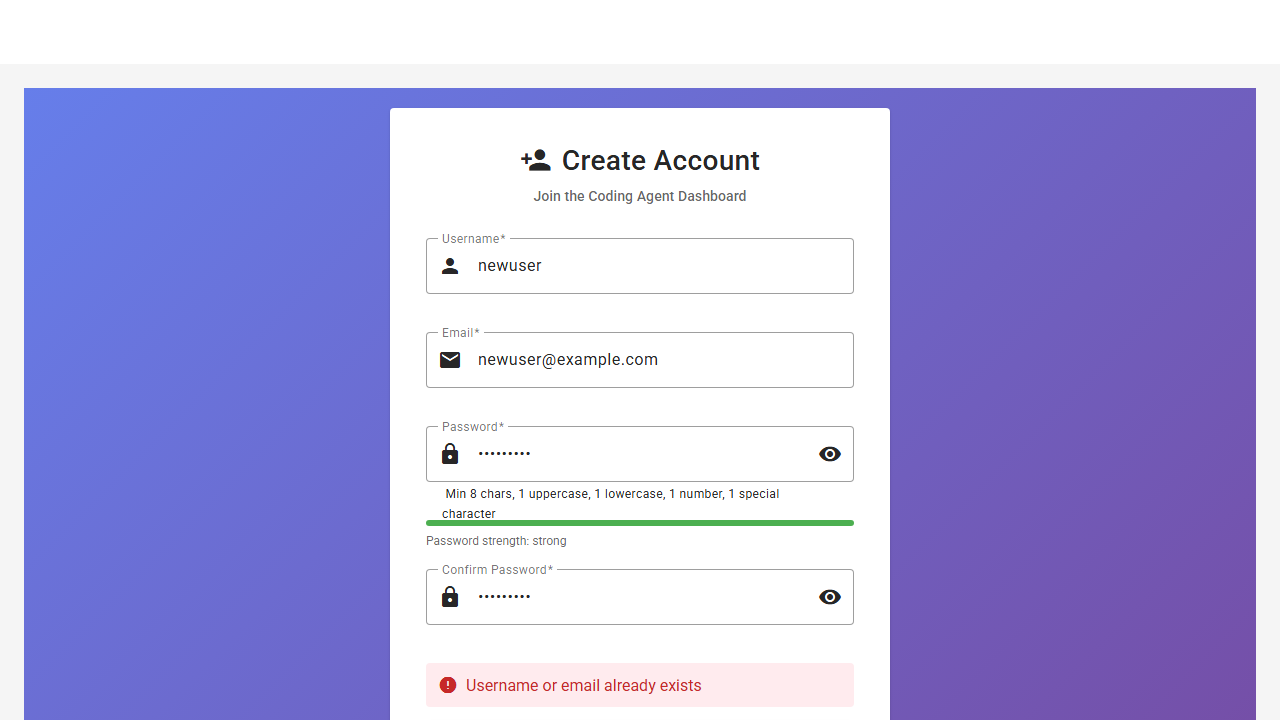 Create Account
Join the Coding Agent Dashboard
Username*
newuser
Email*
newuser@example.com
Password*
•••••••••
Min 8 chars, 1 uppercase, 1 lowercase, 1 number, 1 special
character
Password strength: strong
Confirm Password*
•••••••••
Username or email already exists